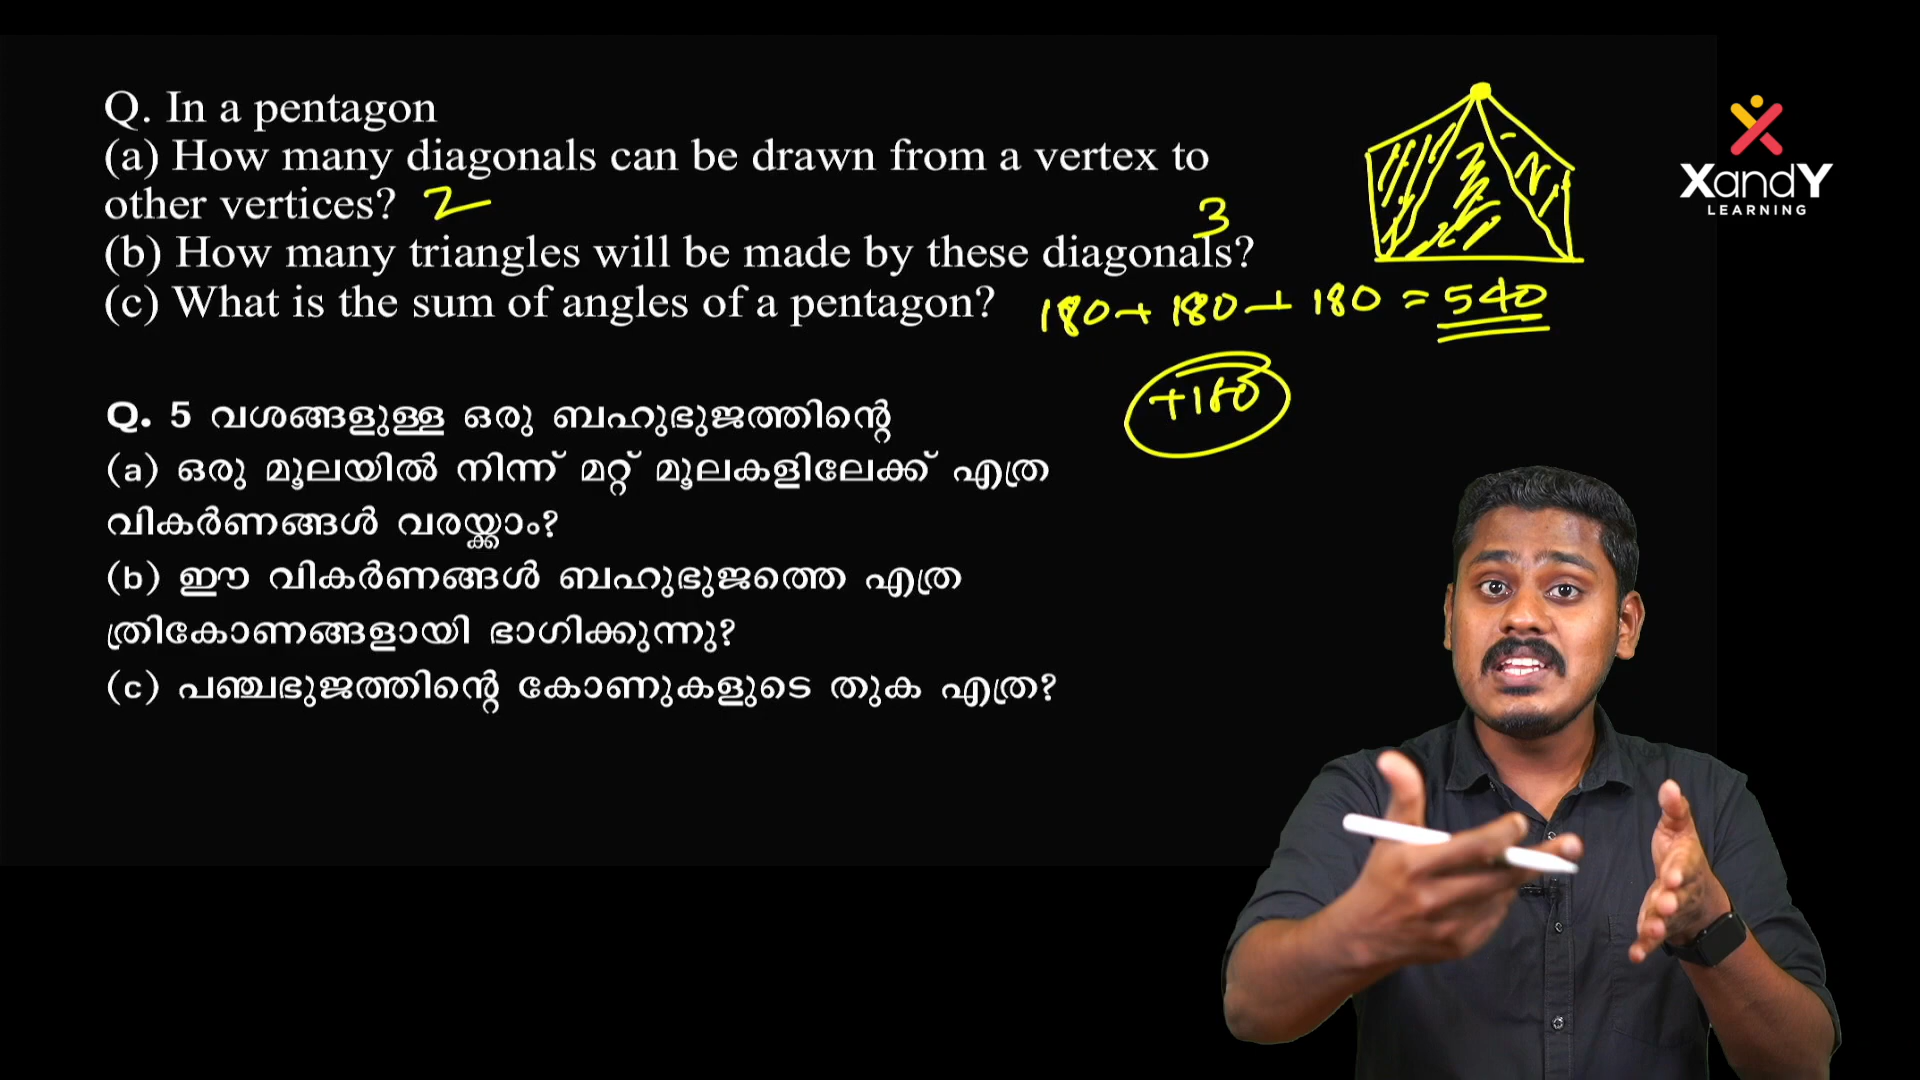 Q. In a pentagon
(a) How many diagonals can be drawn from a vertex to
other vertices? 2
3
(b) How many triangles will be made by these diagonals?
(c) What is the sum of angles of a pentagon? 180+ 180+ 180 = 540
+180
Q. 5 വശങ്ങളുള്ള ഒരു ബഹുഭുജത്തിന്റെ
(a) ഒരു മൂലയിൽ നിന്ന് മറ്റ് മൂലകളിലേക്ക് എത്ര
വികർണങ്ങൾ വരയ്ക്കാം?
(b) ഈ വികർണങ്ങൾ ബഹുഭുജത്തെ എത്ര
ത്രികോണങ്ങളായി ഭാഗിക്കുന്നു?
(c) പഞ്ചഭുജത്തിന്റെ കോണുകളുടെ തുക എത്ര?
XandY
LEARNING